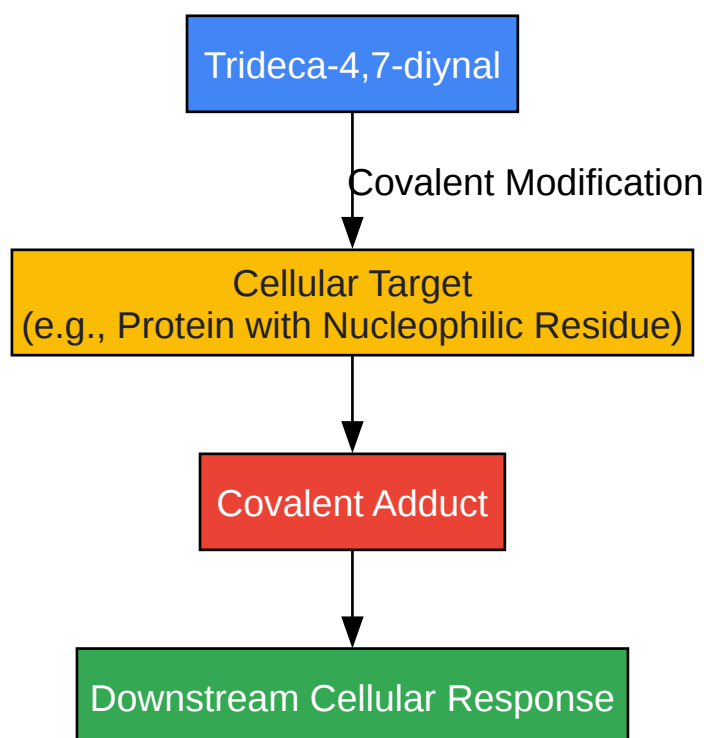 Trideca-4,7-diynal
Covalent Modification
Cellular Target
(e.g., Protein with Nucleophilic Residue)
Covalent Adduct
Downstream Cellular Response